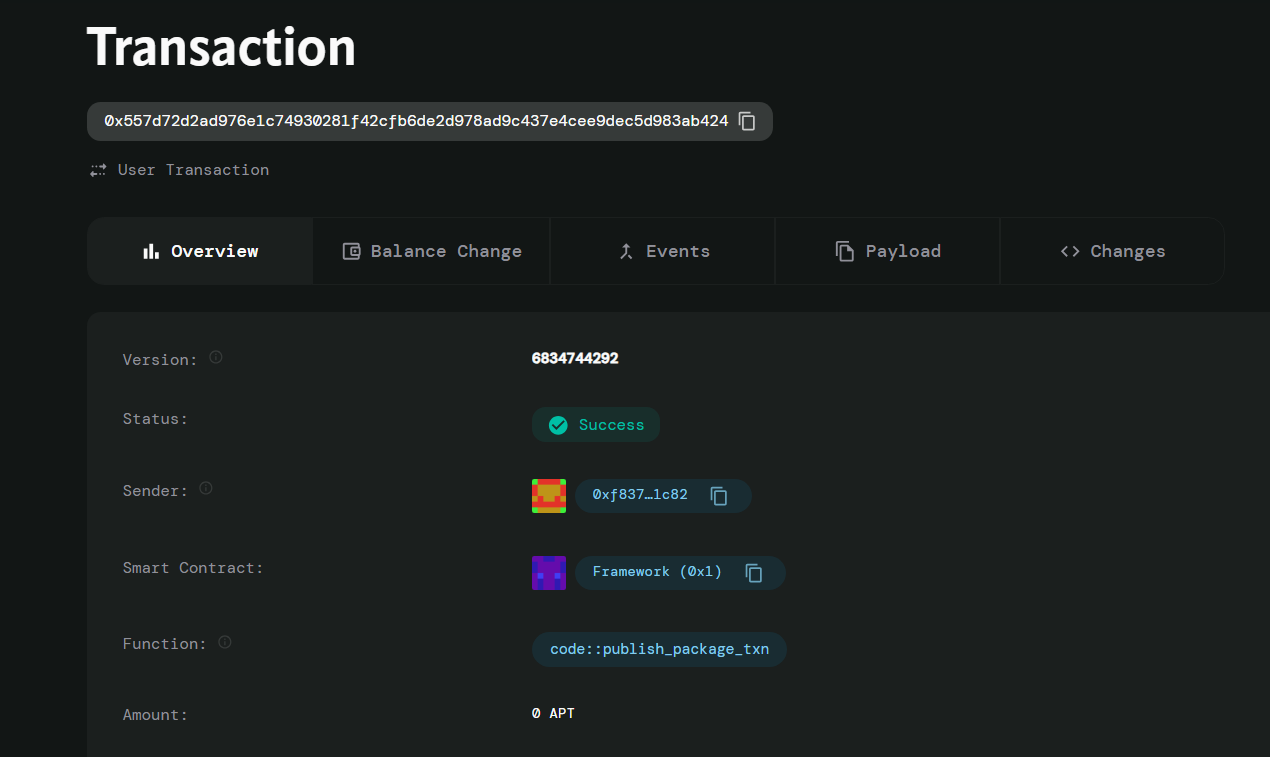 Transaction
0x557d72d2ad976e1c74930281f42cfb6de2d978ad9c437e4cee9dec5d983ab424
User Transaction
Overview Balance Change Events Payload Changes
Version: 6834744292
Status: Success
Sender: 0xf837…1c82
Smart Contract: Framework (0x1)
Function: code::publish_package_txn
Amount: 0 APT